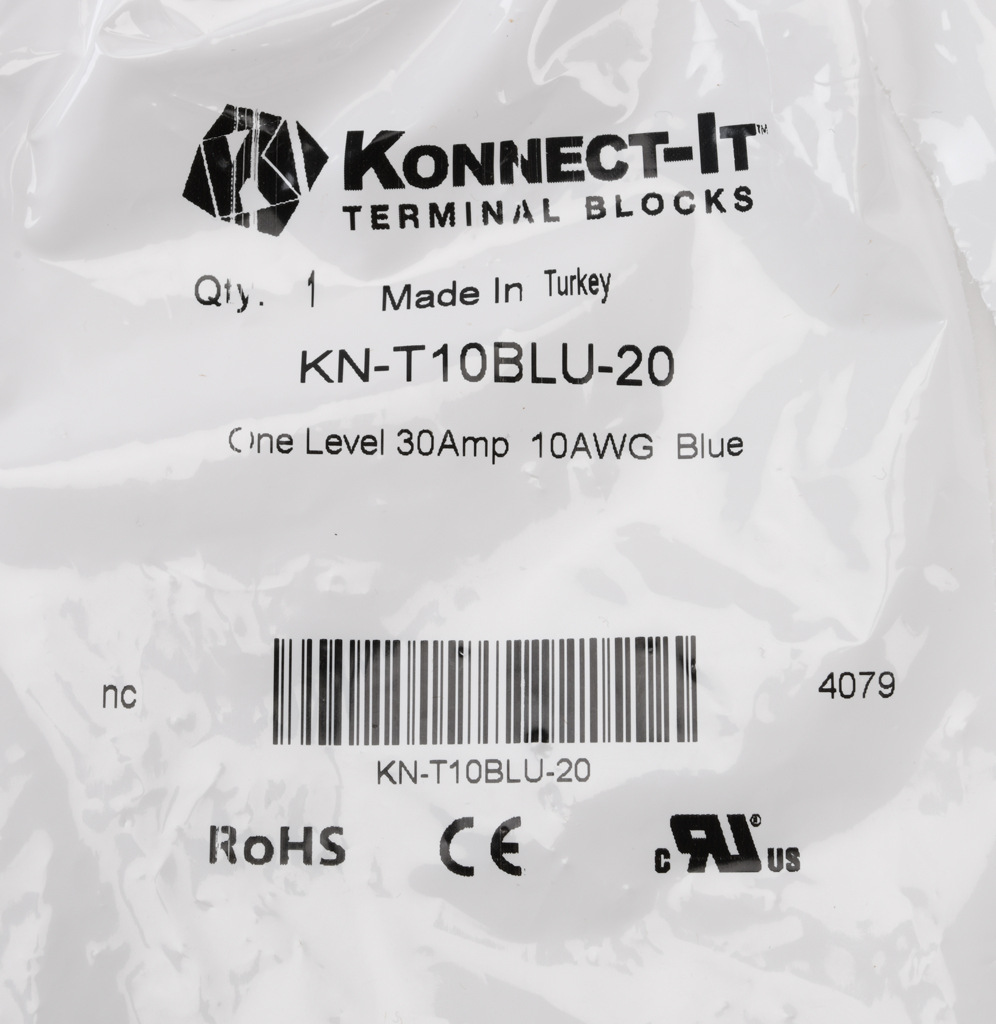 KONNECT-IT™
TERMINAL BLOCKS
Qty. 1 Made In Turkey
KN-T10BLU-20
One Level 30Amp 10AWG Blue
nc 4079
KN-T10BLU-20
RoHS CE c RU® US